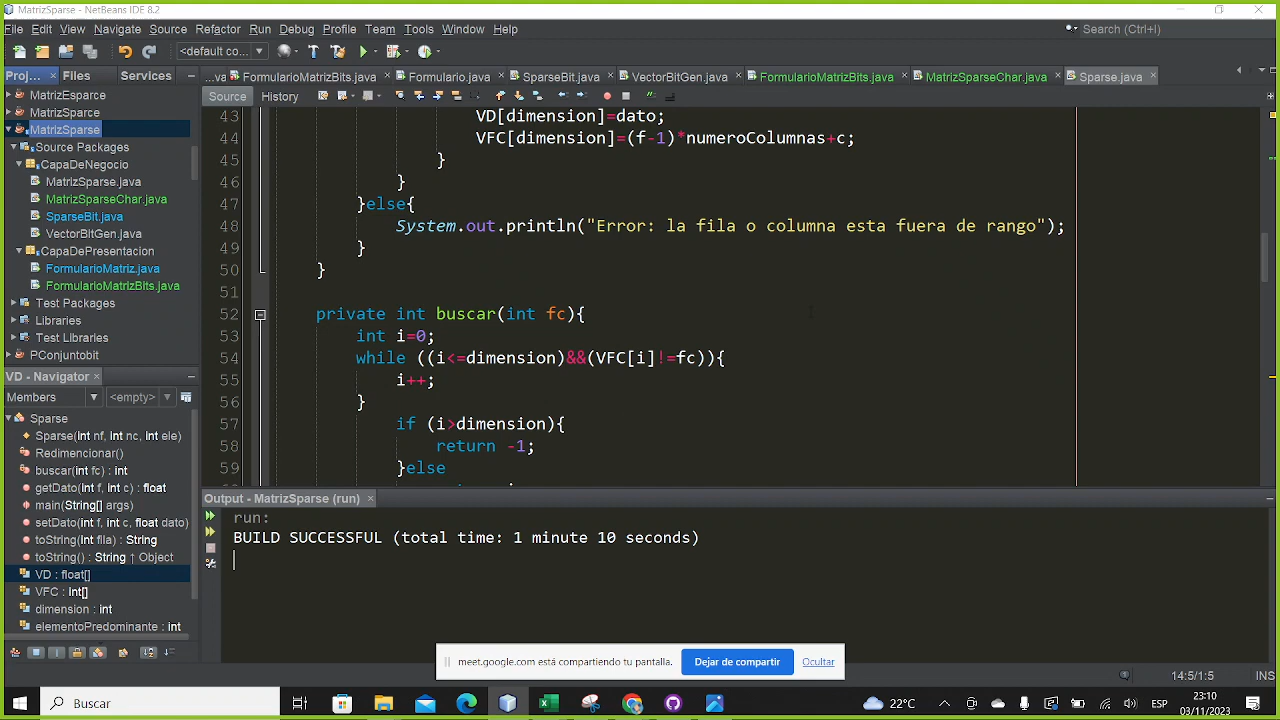 MatrizSparse - NetBeans IDE 8.2
File Edit View Navigate Source Refactor Run Debug Profile Team Tools Window Help
Search (Ctrl+I)
<default co...
Proj... × Files Services
...va FormularioMatrizBits.java Formulario.java SparseBit.java VectorBitGen.java FormularioMatrizBits.java MatrizSparseChar.java Sparse.java
Source History
MatrizEsparce
MatrizSparce
MatrizSparse
Source Packages
CapaDeNegocio
MatrizSparse.java
MatrizSparseChar.java
SparseBit.java
VectorBitGen.java
CapaDePresentacion
FormularioMatriz.java
FormularioMatrizBits.java
Test Packages
Libraries
Test Libraries
PConjuntobit
43 VD[dimension]=dato;
44 VFC[dimension]=(f-1)*numeroColumnas+c;
45 }
46 }
47 }else{
48 System.out.println("Error: la fila o columna esta fuera de rango");
49 }
50 }
51
52 private int buscar(int fc){
53 int i=0;
54 while ((i<=dimension)&&(VFC[i]!=fc)){
55 i++;
56 }
57 if (i>dimension){
58 return -1;
59 }else
VD - Navigator ×
Members <empty>
Sparse
Sparse(int nf, int nc, int ele)
Redimencionar()
buscar(int fc) : int
getDato(int f, int c) : float
main(String[] args)
setDato(int f, int c, float dato)
toString(int fila) : String
toString() : String ↑ Object
VD : float[]
VFC : int[]
dimension : int
elementoPredominante : int
Output - MatrizSparse (run) ×
run:
BUILD SUCCESSFUL (total time: 1 minute 10 seconds)
meet.google.com está compartiendo tu pantalla. Dejar de compartir Ocultar
14:5/1:5 INS
Buscar
22°C
23:10
03/11/2023